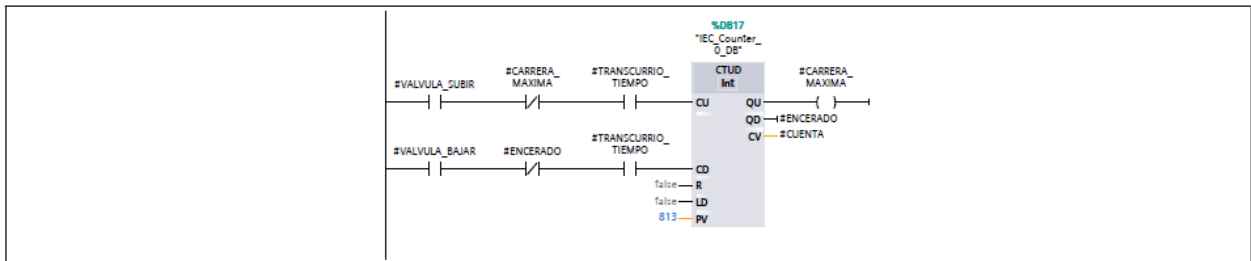 %DB17
"IEC_Counter_
0_DB"
#VALVULA_SUBIR
#CARRERA_
MAXIMA
#TRANSCURRIO_
TIEMPO
CTUD
Int
#CARRERA_
MAXIMA
CU
QU
QD
#ENCERADO
CV
#CUENTA
#VALVULA_BAJAR
#ENCERADO
#TRANSCURRIO_
TIEMPO
CD
false
R
false
LD
813
PV